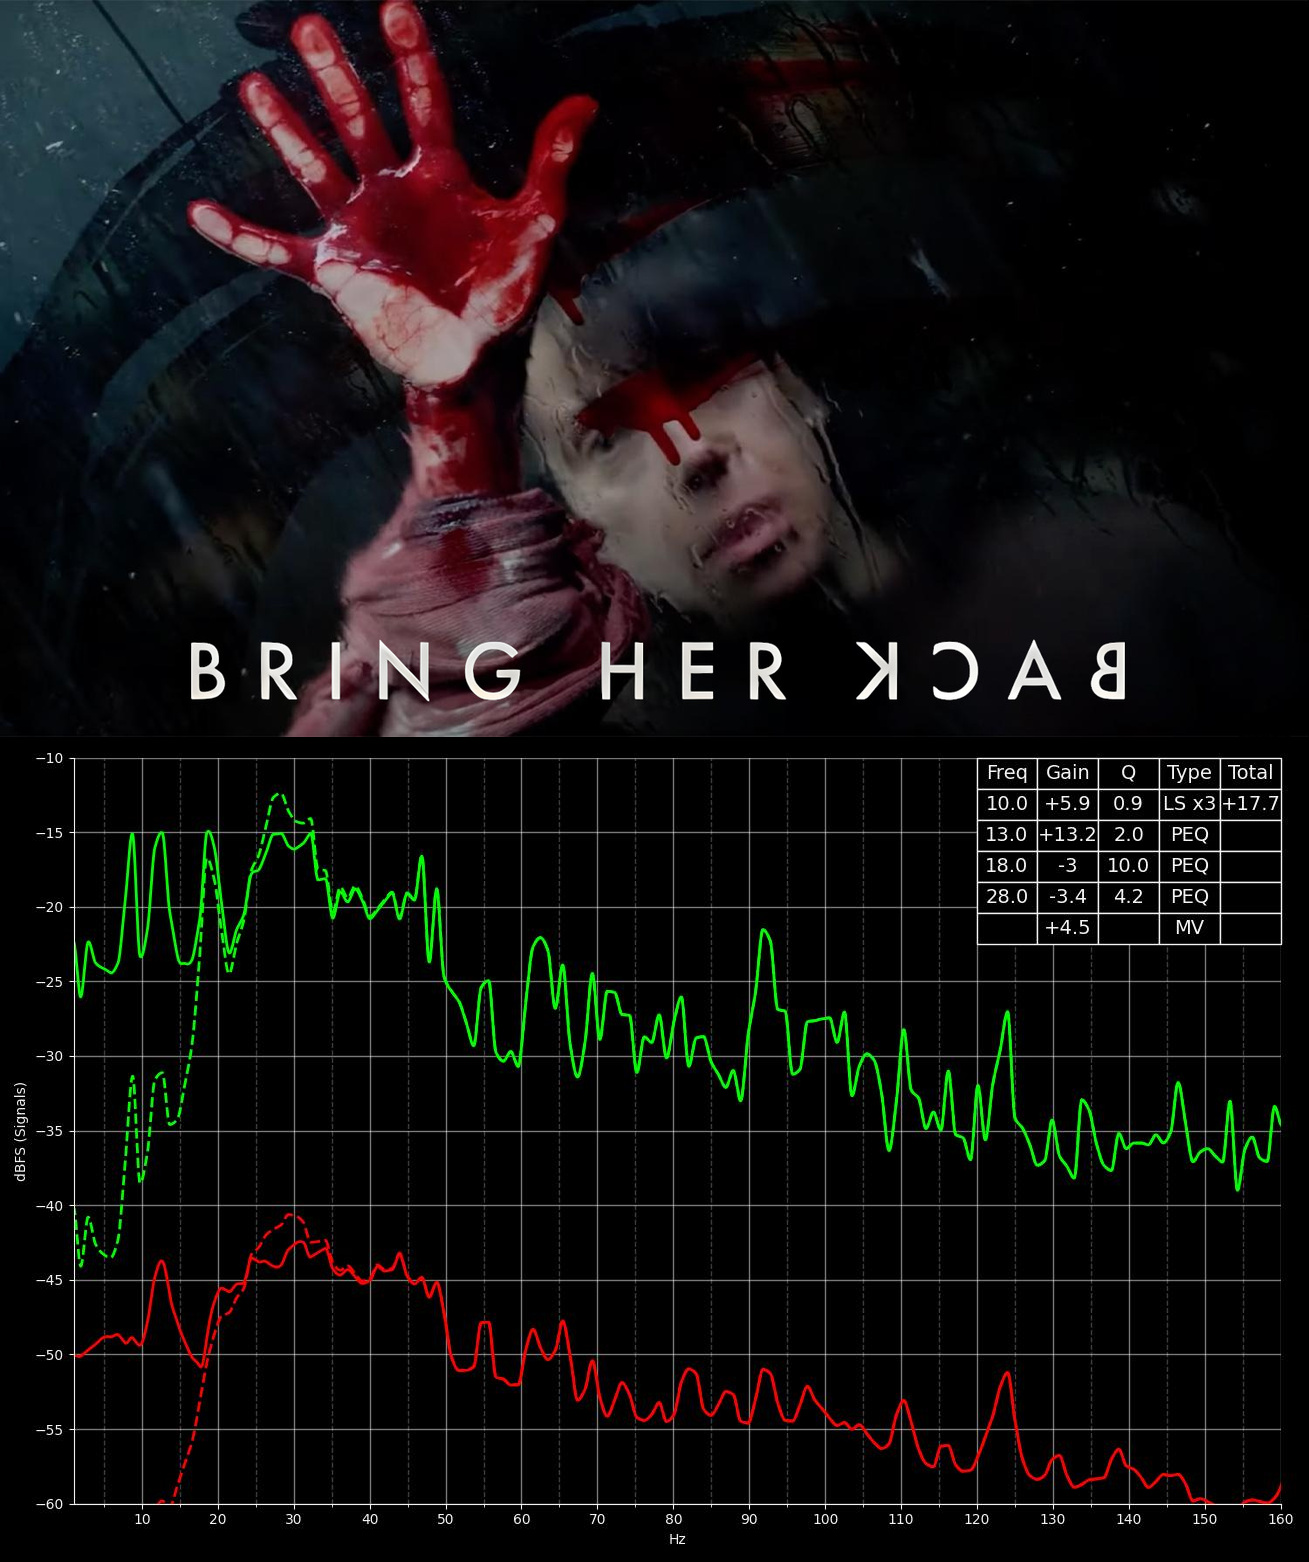 BRING HER ꓘƆAᗺ
Freq Gain Q Type Total
10.0 +5.9 0.9 LS x3 +17.7
13.0 +13.2 2.0 PEQ
18.0 -3 10.0 PEQ
28.0 -3.4 4.2 PEQ
+4.5 MV
−10
−15
−20
−25
−30
−35
−40
−45
−50
−55
−60
dBFS (Signals)
10 20 30 40 50 60 70 80 90 100 110 120 130 140 150 160
Hz